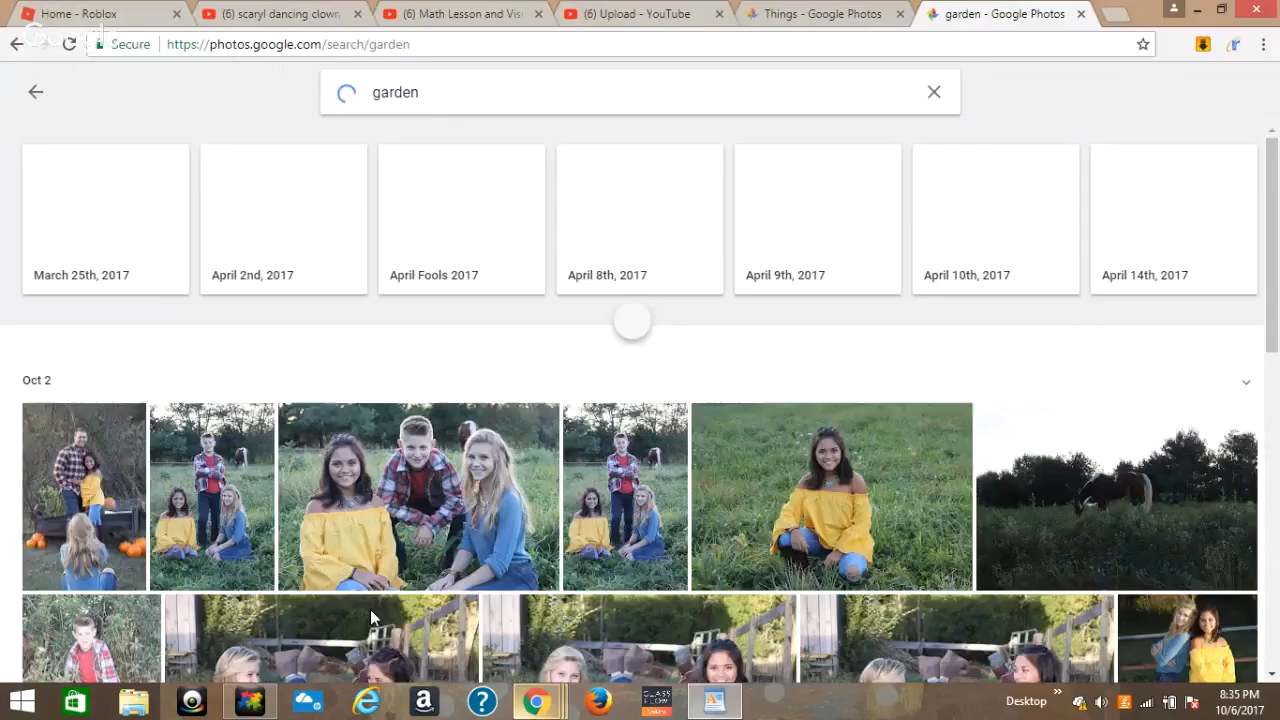 Home - Roblox
(6) scaryl dancing clown
(6) Math Lesson and Vis
(6) Upload - YouTube
Things - Google Photos
garden - Google Photos
Google
Secure
https://photos.google.com/search/garden
garden
March 25th, 2017
April 2nd, 2017
April Fools 2017
April 8th, 2017
April 9th, 2017
April 10th, 2017
April 14th, 2017
Oct 2
CLASS
FLOW
Desktop
8:35 PM
10/6/2017